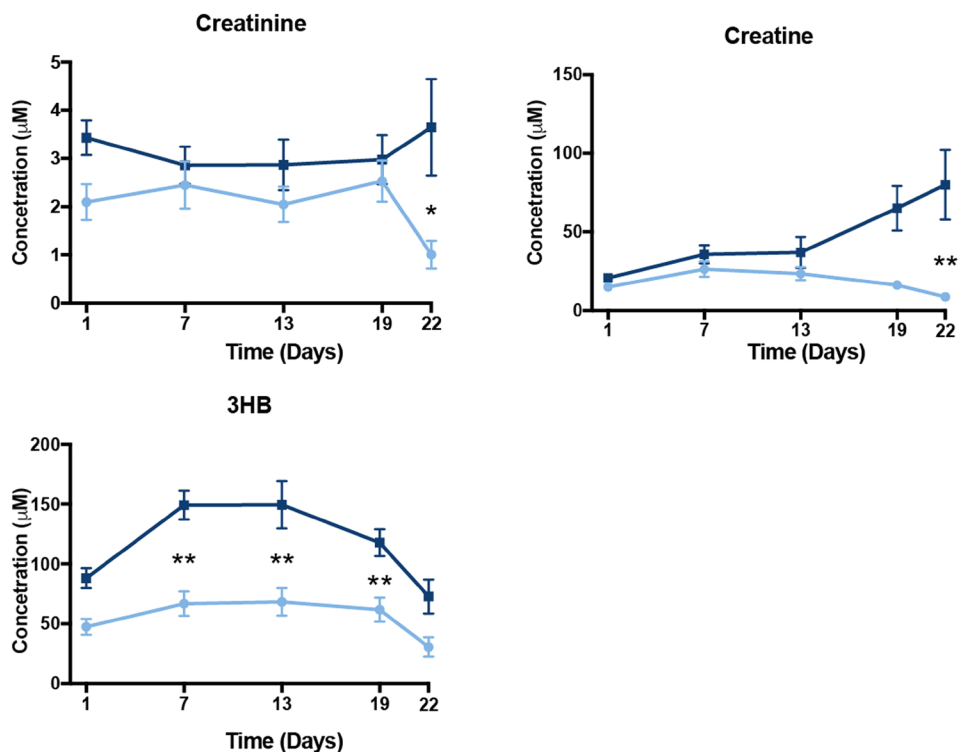 Creatinine
Concetration (μM)
5
4
3
2
1
0
*
1 7 13 19 22
Time (Days)
Creatine
Concetration (μM)
150
100
50
0
**
1 7 13 19 22
Time (Days)
3HB
Concetration (μM)
200
150
100
50
0
** ** **
1 7 13 19 22
Time (Days)